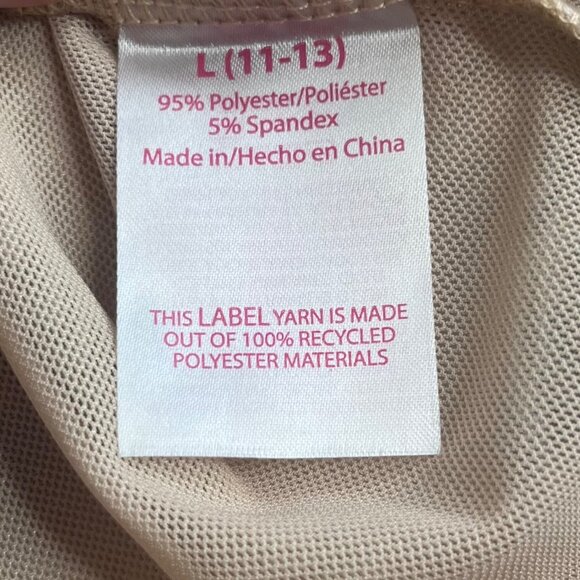 L (11-13)
95% Polyester/Poliéster
5% Spandex
Made in/Hecho en China
THIS LABEL YARN IS MADE
OUT OF 100% RECYCLED
POLYESTER MATERIALS